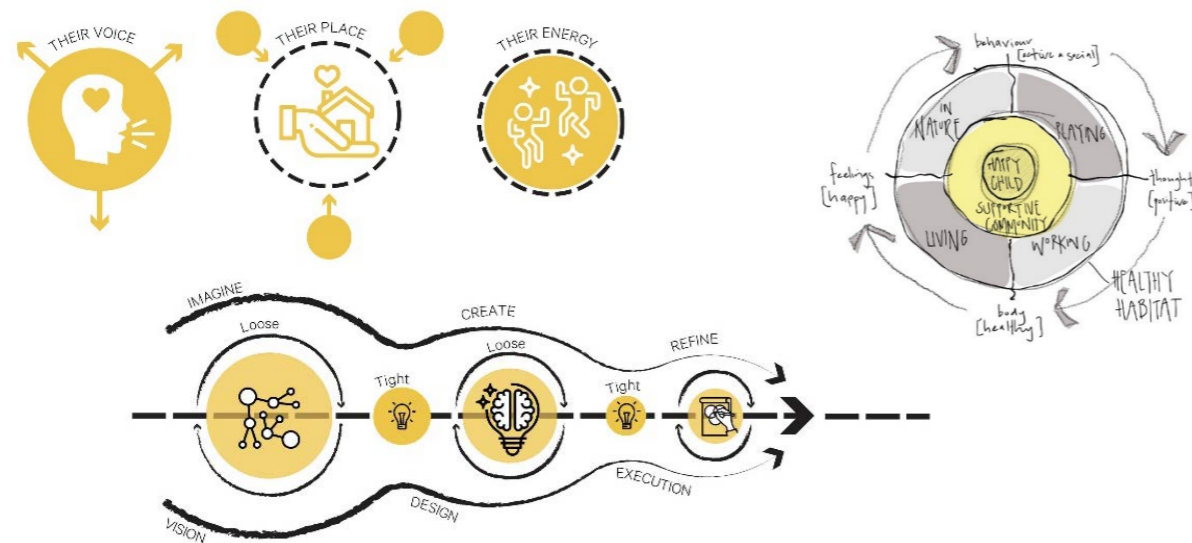 THEIR VOICE
THEIR PLACE
THEIR ENERGY
behaviour
[active & social]
IN
NATURE
PLAYING
feelings
[happy]
HAPPY
CHILD
SUPPORTIVE
COMMUNITY
thought
[positive]
LIVING
WORKING
HEALTHY
HABITAT
body
[healthy]
IMAGINE
CREATE
REFINE
Loose
Tight
Loose
Tight
VISION
DESIGN
EXECUTION